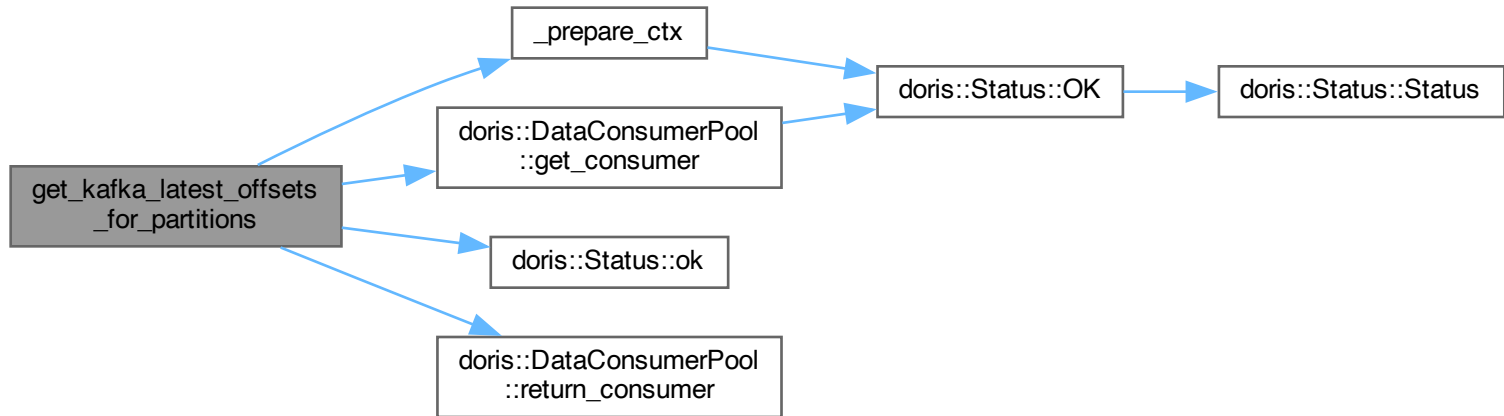 get_kafka_latest_offsets
_for_partitions
_prepare_ctx
doris::DataConsumerPool
::get_consumer
doris::Status::ok
doris::DataConsumerPool
::return_consumer
doris::Status::OK
doris::Status::Status